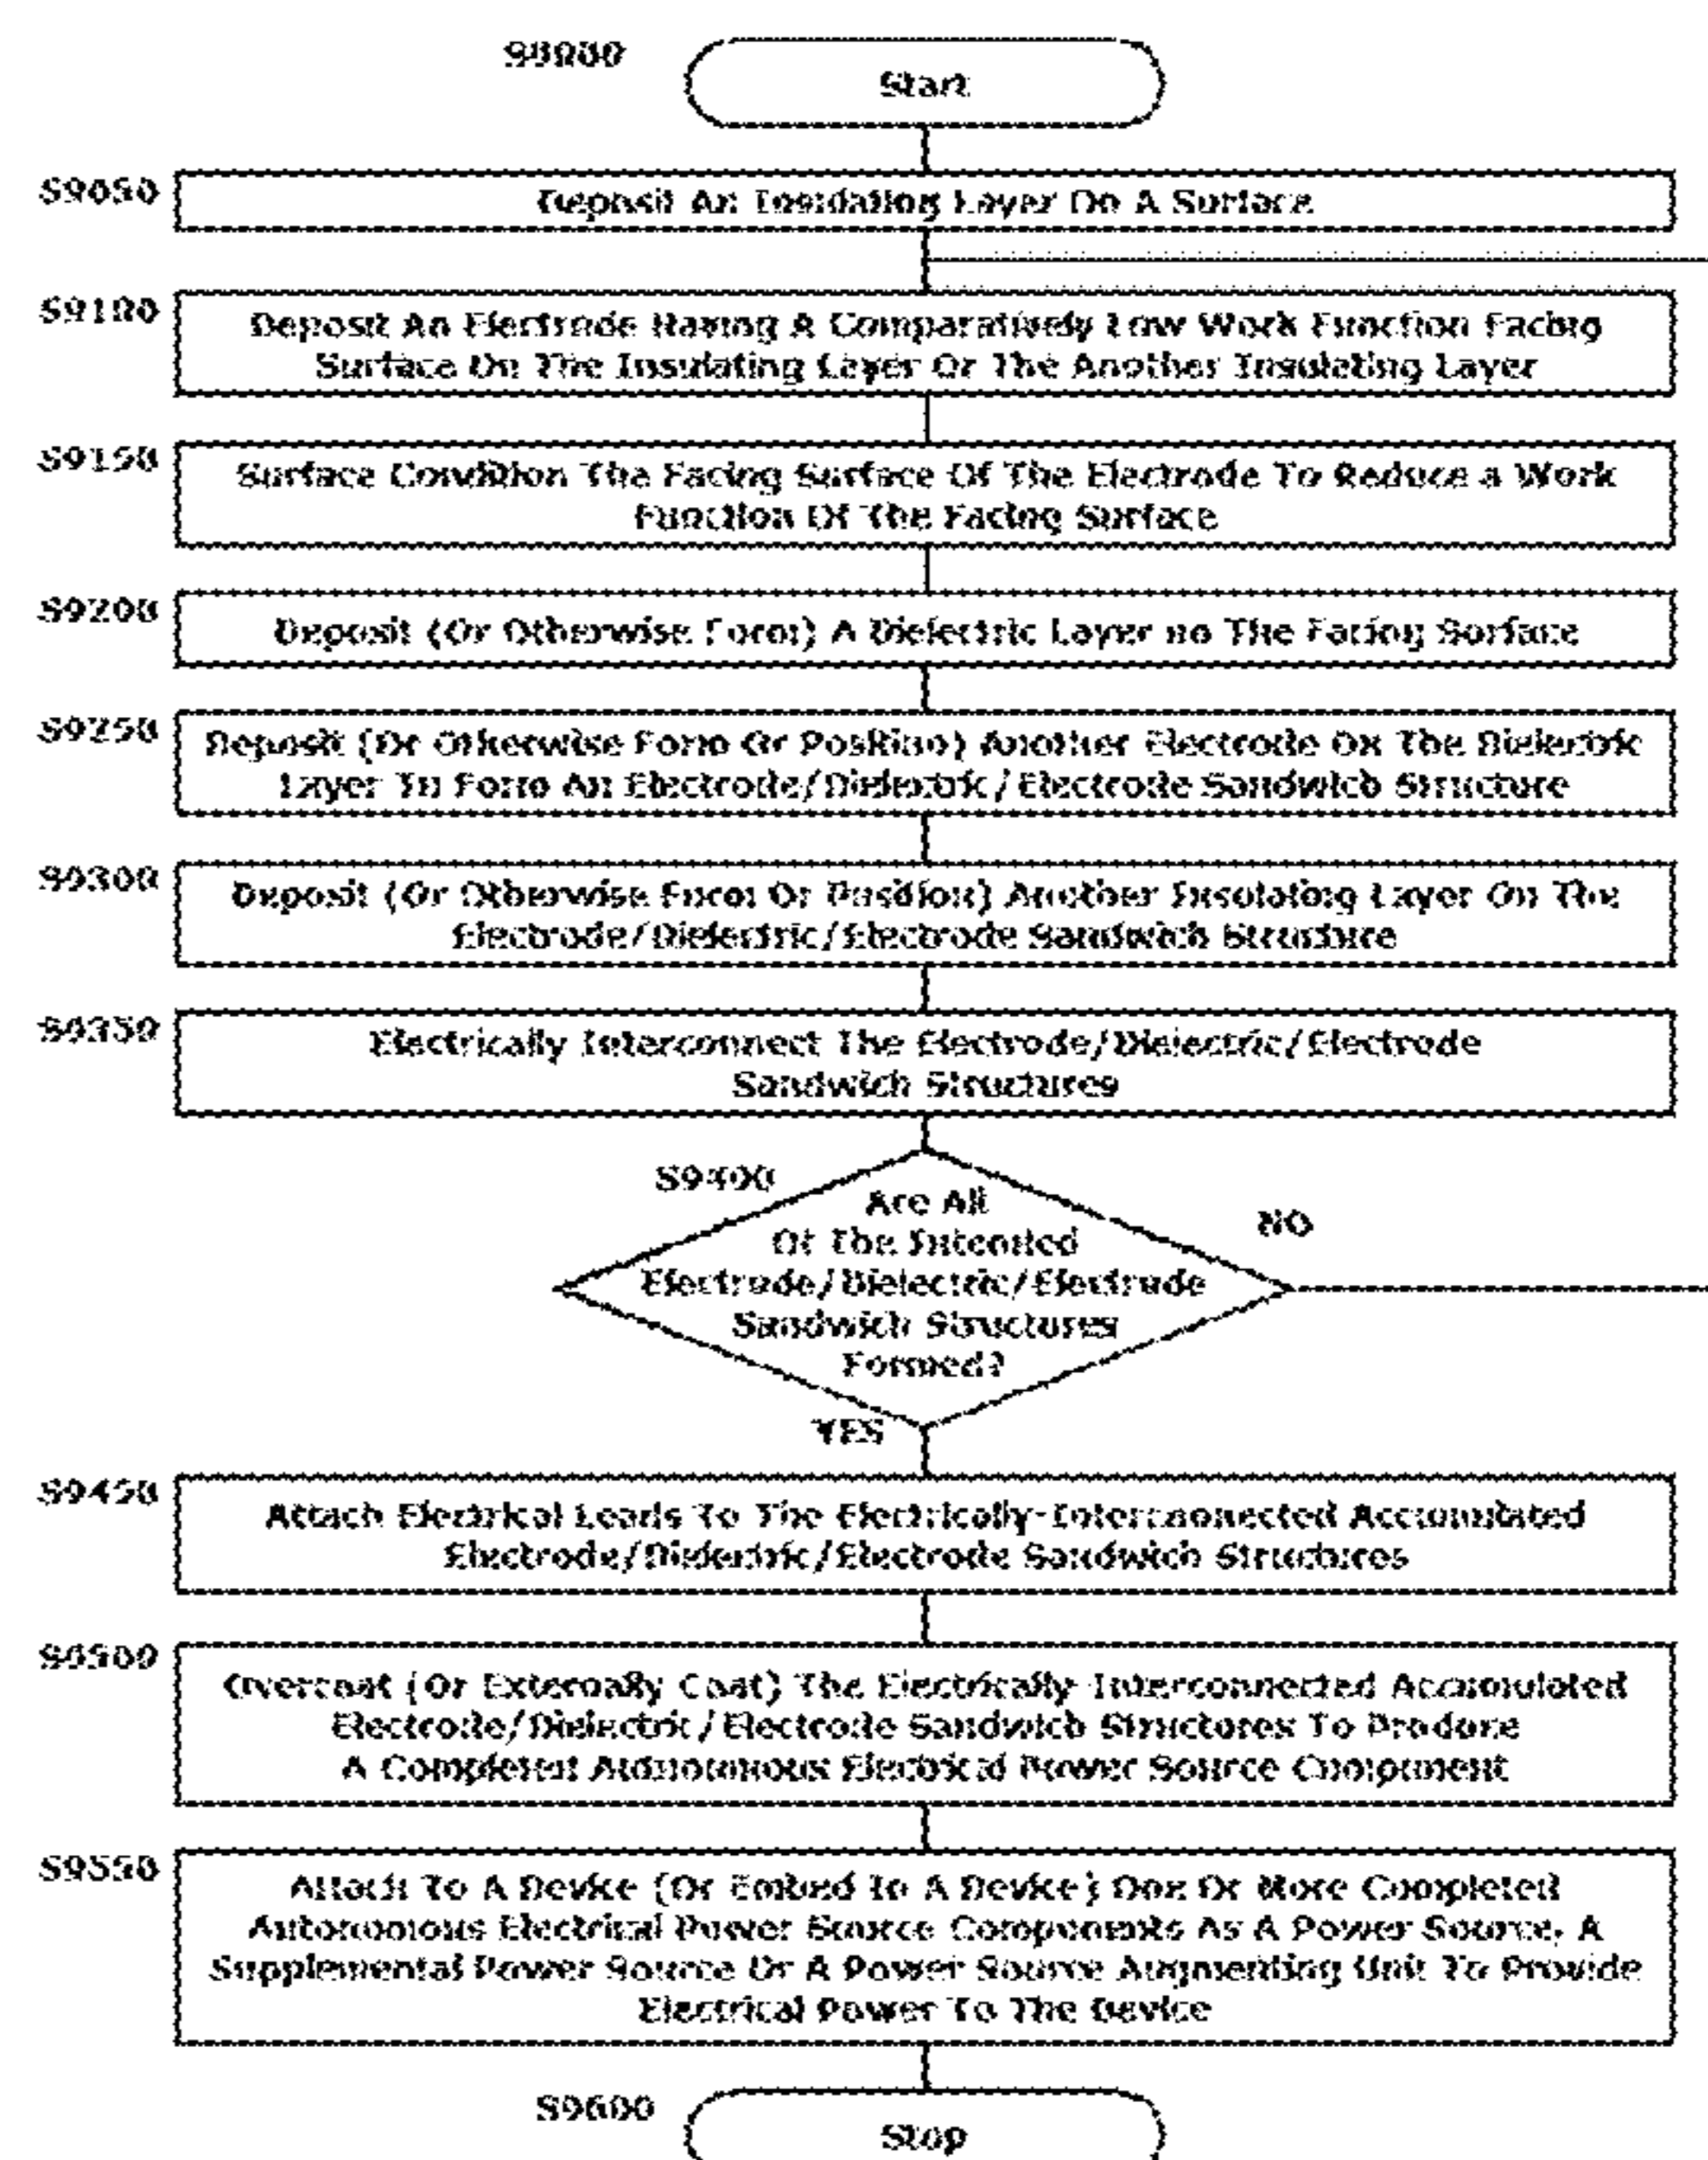 S9000
Start
S9050
Deposit An Insulating Layer On A Surface
S9100
Deposit An Electrode Having A Comparatively Low Work Function Facing
Surface On The Insulating Layer Or The Another Insulating Layer
S9150
Surface Condition The Facing Surface Of The Electrode To Reduce a Work
Function Of The Facing Surface
S9200
Deposit (Or Otherwise Form) A Dielectric Layer on The Facing Surface
S9250
Deposit (Or Otherwise Form Or Position) Another Electrode On The Dielectric
Layer To Form An Electrode/Dielectric/Electrode Sandwich Structure
S9300
Deposit (Or Otherwise Form Or Position) Another Insulating Layer On The
Electrode/Dielectric/Electrode Sandwich Structure
S9350
Electrically Interconnect The Electrode/Dielectric/Electrode
Sandwich Structures
S9400
Are All
Of The Intended
Electrode/Dielectric/Electrode
Sandwich Structures
Formed?
NO
YES
S9450
Attach Electrical Leads To The Electrically-Interconnected Accumulated
Electrode/Dielectric/Electrode Sandwich Structures
S9500
Overcoat (Or Externally Coat) The Electrically-Interconnected Accumulated
Electrode/Dielectric/Electrode Sandwich Structures To Produce
A Completed Autonomous Electrical Power Source Component
S9550
Attach To A Device (Or Embed In A Device) One Or More Completed
Autonomous Electrical Power Source Components As A Power Source, A
Supplemental Power Source Or A Power Source Augmenting Unit To Provide
Electrical Power To The Device
S9600
Stop